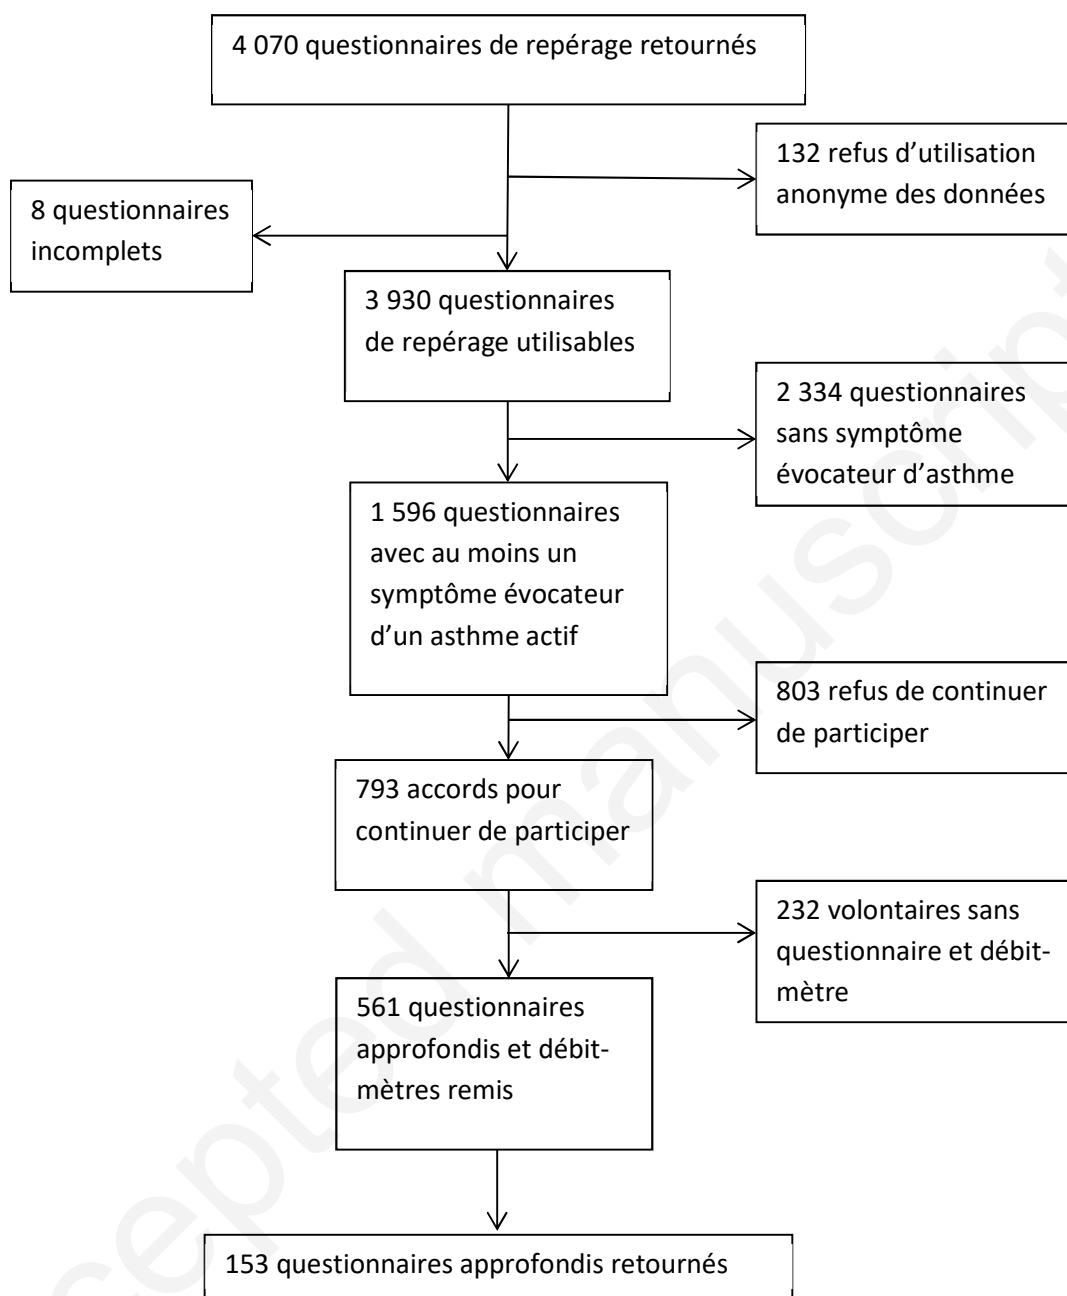 4 070 questionnaires de repérage retournés
132 refus d’utilisation
anonyme des données
8 questionnaires
incomplets
3 930 questionnaires
de repérage utilisables
2 334 questionnaires
sans symptôme
évocateur d’asthme
1 596 questionnaires
avec au moins un
symptôme évocateur
d’un asthme actif
803 refus de continuer
de participer
793 accords pour
continuer de participer
232 volontaires sans
questionnaire et débit-
mètre
561 questionnaires
approfondis et débit-
mètres remis
153 questionnaires approfondis retournés
cepted manuscript